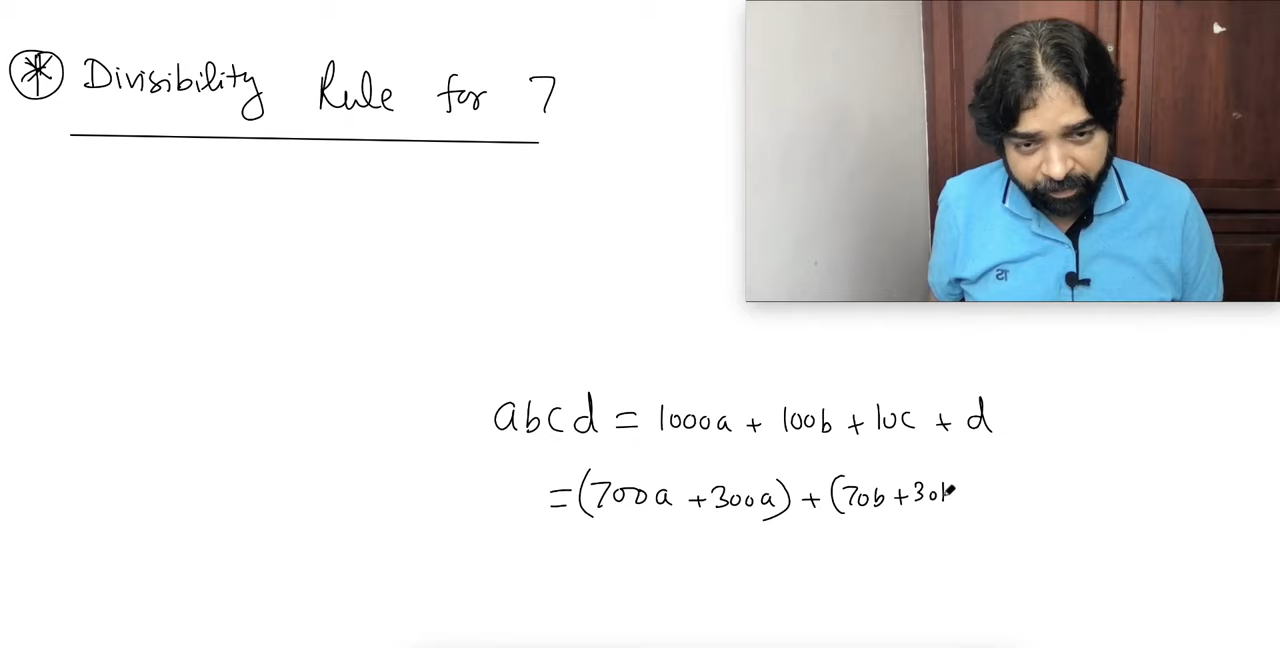 * Divisibility Rule for 7
टा
abcd = 1000a + 100b + 10c + d
= (700a + 300a) + (70b + 30b